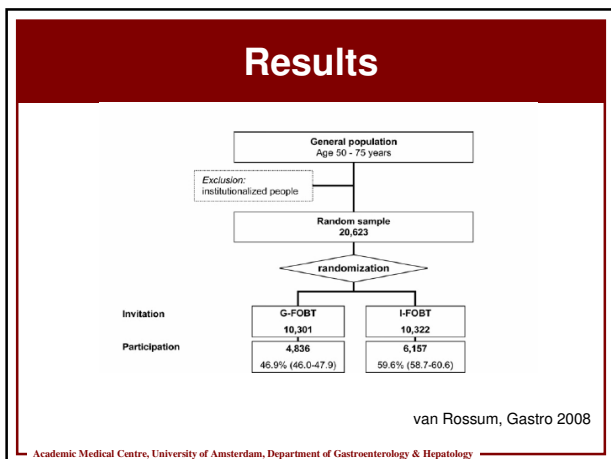 Results
General population
Age 50 - 75 years
Exclusion:
institutionalized people
Random sample
20,623
randomization
Invitation
G-FOBT
10,301
I-FOBT
10,322
Participation
4,836
46.9% (46.0-47.9)
6,157
59.6% (58.7-60.6)
van Rossum, Gastro 2008
Academic Medical Centre, University of Amsterdam, Department of Gastroenterology & Hepatology